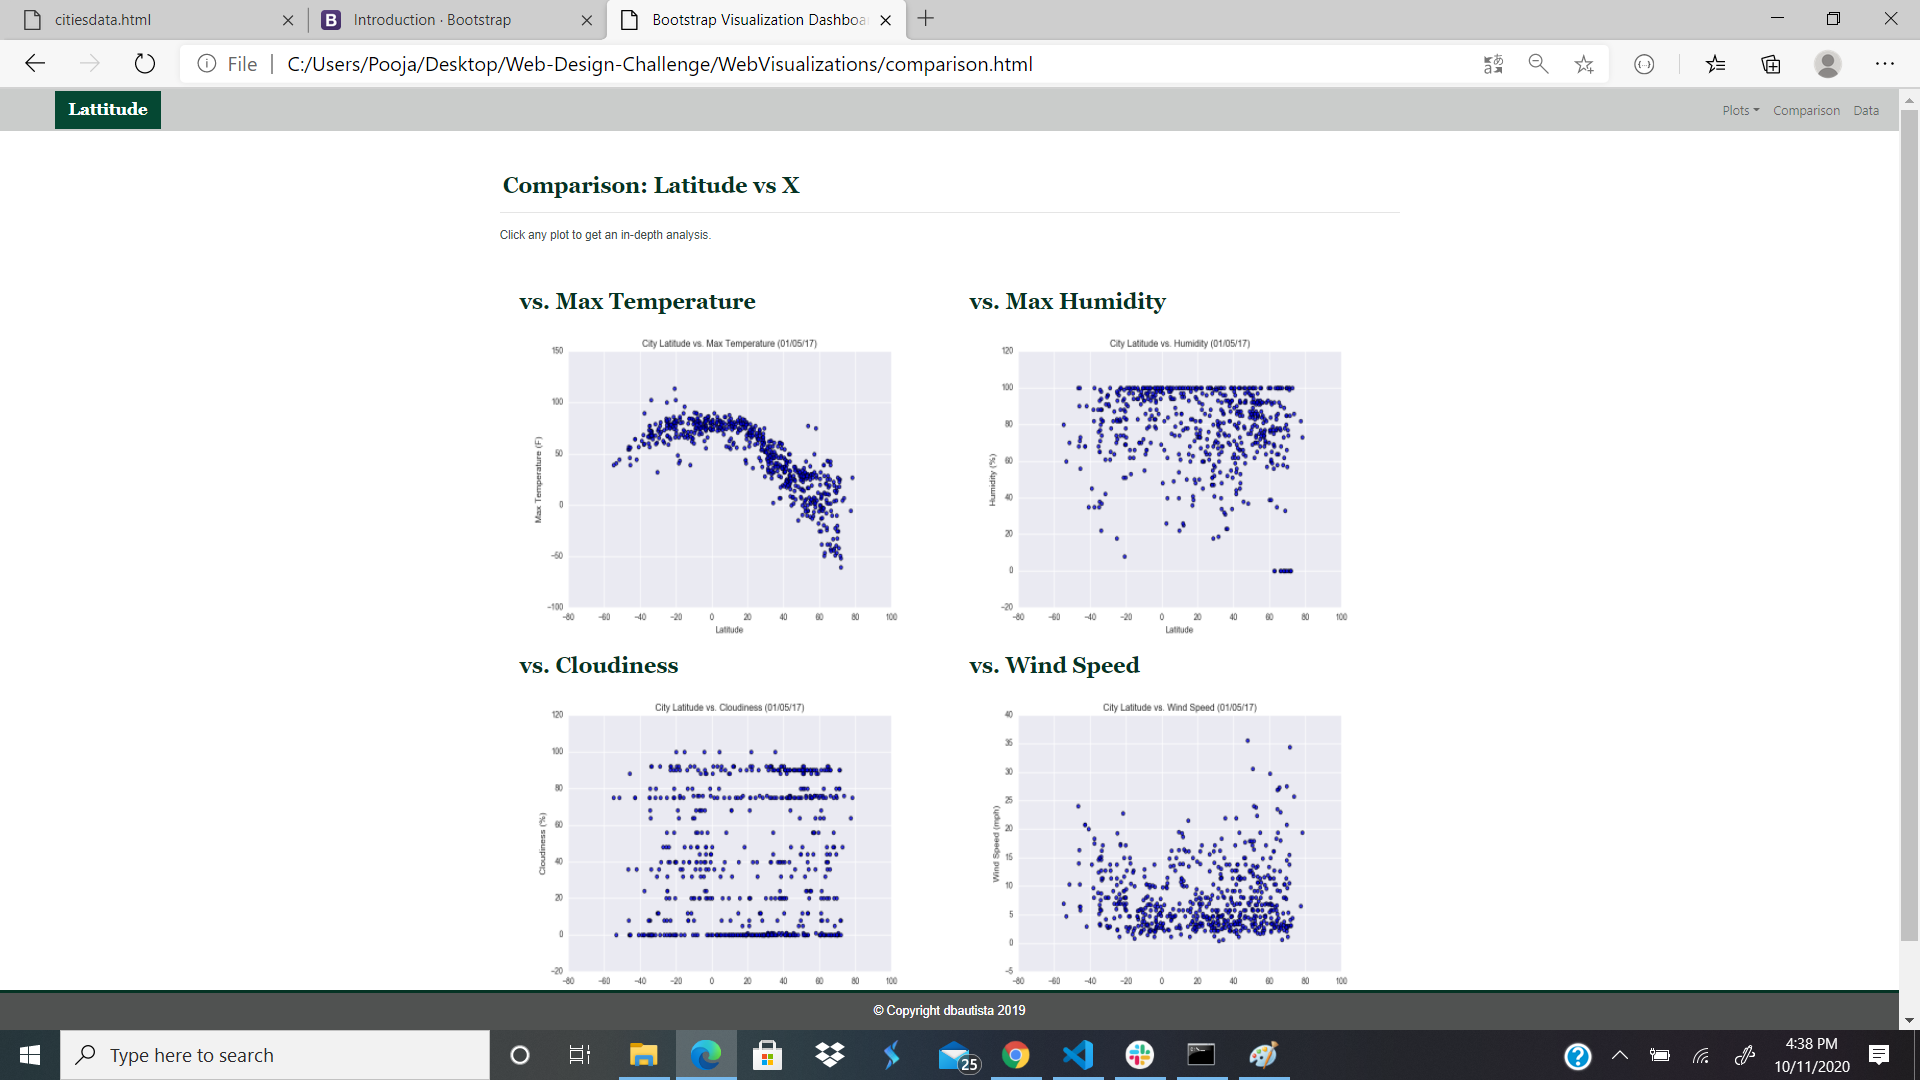 citiesdata.html
B Introduction · Bootstrap
Bootstrap Visualization Dashboa
File
C:/Users/Pooja/Desktop/Web-Design-Challenge/WebVisualizations/comparison.html
Lattitude
Plots Comparison Data
Comparison: Latitude vs X
Click any plot to get an in-depth analysis.
vs. Max Temperature
City Latitude vs. Max Temperature (01/05/17)
Max Temperature (F)
150
100
50
0
−50
−100
−80 −60 −40 −20 0 20 40 60 80 100
Latitude
vs. Max Humidity
City Latitude vs. Humidity (01/05/17)
Humidity (%)
120
100
80
60
40
20
0
−20
−80 −60 −40 −20 0 20 40 60 80 100
Latitude
vs. Cloudiness
City Latitude vs. Cloudiness (01/05/17)
Cloudiness (%)
120
100
80
60
40
20
0
−20
−80 −60 −40 −20 0 20 40 60 80 100
vs. Wind Speed
City Latitude vs. Wind Speed (01/05/17)
Wind Speed (mph)
40
35
30
25
20
15
10
5
0
−5
−80 −60 −40 −20 0 20 40 60 80 100
© Copyright dbautista 2019
Type here to search
25
4:38 PM
10/11/2020